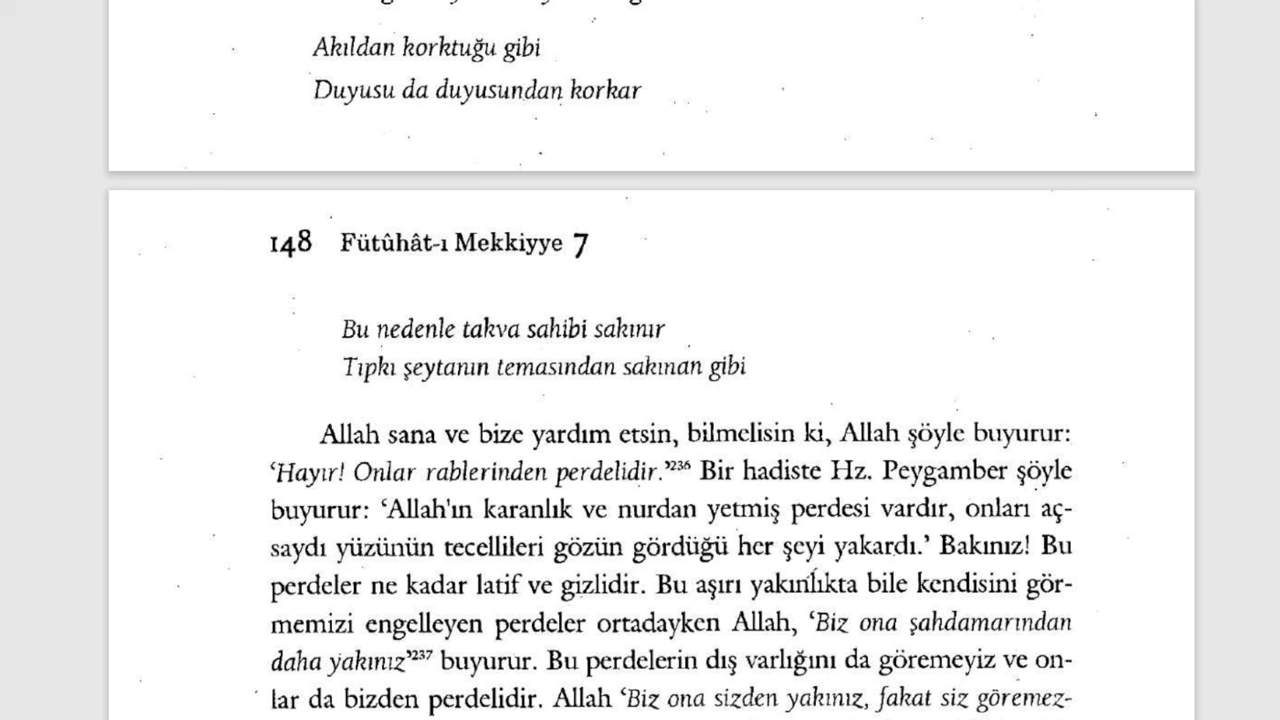 Akıldan korktuğu gibi
Duyusu da duyusundan korkar
148 Fütûhât-ı Mekkiyye 7
Bu nedenle takva sahibi sakınır
Tıpkı şeytanın temasından sakınan gibi
Allah sana ve bize yardım etsin, bilmelisin ki, Allah şöyle buyurur:
‘Hayır! Onlar rablerinden perdelidir.’²³⁶ Bir hadiste Hz. Peygamber şöyle
buyurur: ‘Allah'ın karanlık ve nurdan yetmiş perdesi vardır, onları aç-
saydı yüzünün tecellileri gözün gördüğü her şeyi yakardı.’ Bakınız! Bu
perdeler ne kadar latif ve gizlidir. Bu aşırı yakınlıkta bile kendisini gör-
memizi engelleyen perdeler ortadayken Allah, ‘Biz ona şahdamarından
daha yakınız’²³⁷ buyurur. Bu perdelerin dış varlığını da göremeyiz ve on-
lar da bizden perdelidir. Allah ‘Biz ona sizden yakınız, fakat siz göremez-